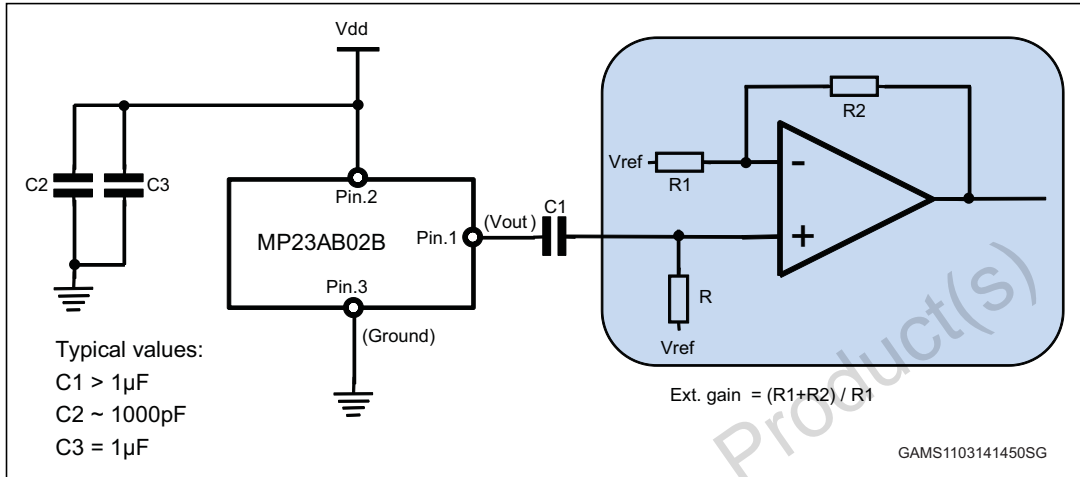 Vdd
C2
C3
Pin.2
MP23AB02B
Pin.1
(Vout)
C1
Pin.3
(Ground)
Vref
R1
R2
-
+
R
Vref
Typical values:
C1 > 1µF
C2 ~ 1000pF
C3 = 1µF
Ext. gain = (R1+R2) / R1
Product(s)
GAMS1103141450SG